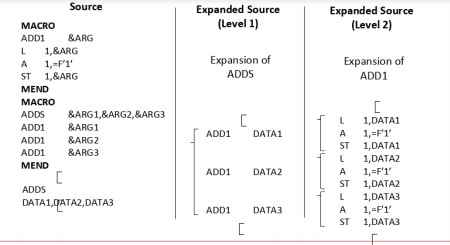 Source
MACRO
ADD1 &ARG
L 1,&ARG
A 1,=F'1'
ST 1,&ARG
MEND
MACRO
ADDS &ARG1,&ARG2,&ARG3
ADD1 &ARG1
ADD1 &ARG2
ADD1 &ARG3
MEND
ADDS
DATA1,DATA2,DATA3
Expanded Source
(Level 1)
Expansion of
ADDS
ADD1 DATA1
ADD1 DATA2
ADD1 DATA3
Expanded Source
(Level 2)
Expansion of
ADD1
L 1,DATA1
A 1,=F'1'
ST 1,DATA1
L 1,DATA2
A 1,=F'1'
ST 1,DATA2
L 1,DATA3
A 1,=F'1'
ST 1,DATA3